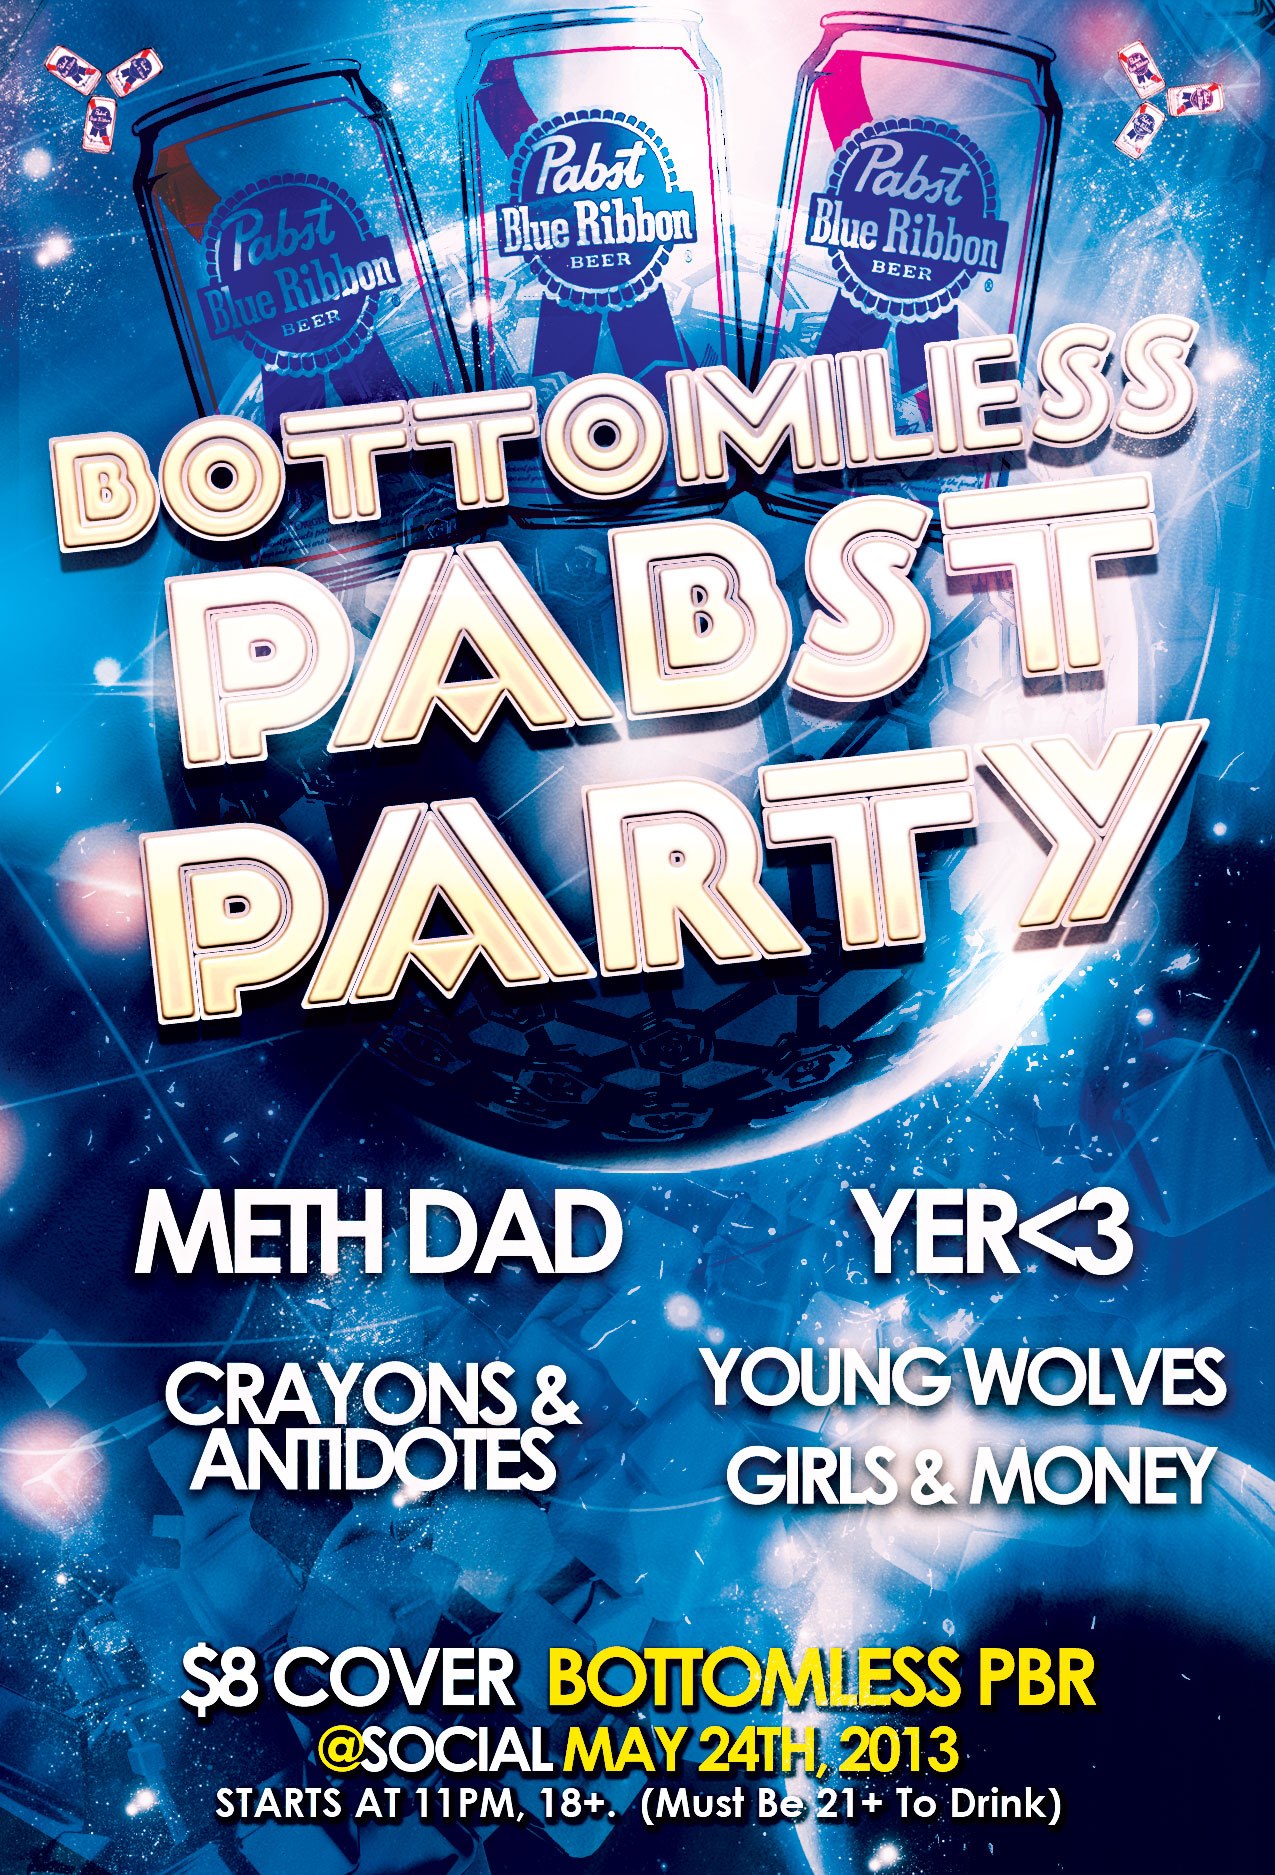 Pabst
Blue Ribbon
BEER
Pabst
Blue Ribbon
BEER
Pabst
Blue Ribbon
BEER
BOTTOMLESS
PABST
PARTY
METH DAD
YER<3
CRAYONS &
ANTIDOTES
YOUNG WOLVES
GIRLS & MONEY
$8 COVER BOTTOMLESS PBR
@SOCIAL MAY 24TH, 2013
STARTS AT 11PM, 18+. (Must Be 21+ To Drink)